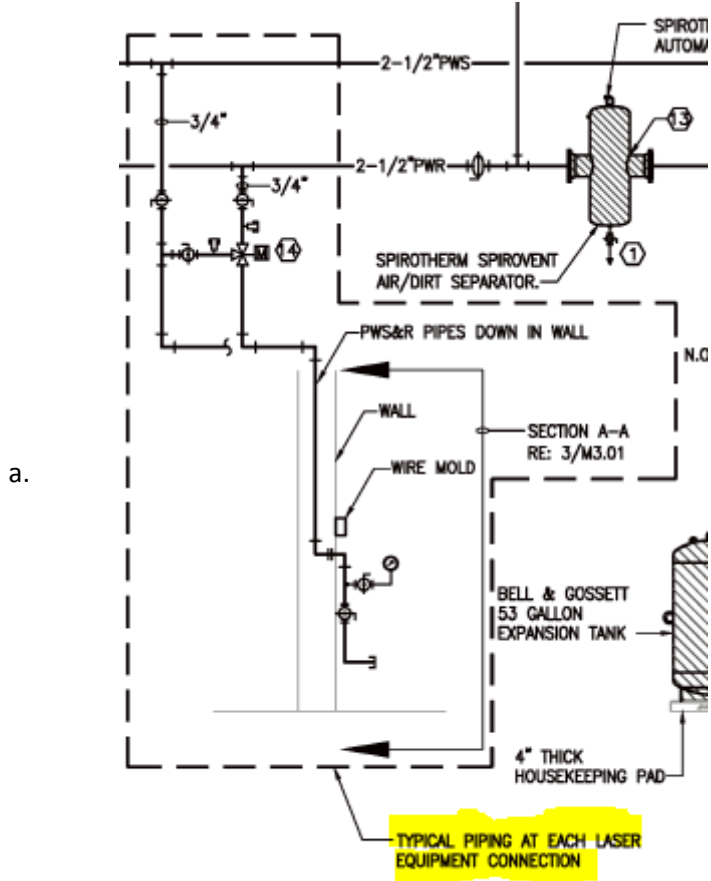 SPIROTH
AUTOMA
2-1/2"PWS
3/4"
13
2-1/2"PWR
3/4"
14
SPIROTHERM SPIROVENT
AIR/DIRT SEPARATOR.
1
PWS&R PIPES DOWN IN WALL
N.O
WALL
SECTION A-A
RE: 3/M3.01
WIRE MOLD
a.
M
BELL & GOSSETT
53 GALLON
EXPANSION TANK
4" THICK
HOUSEKEEPING PAD
TYPICAL PIPING AT EACH LASER
EQUIPMENT CONNECTION